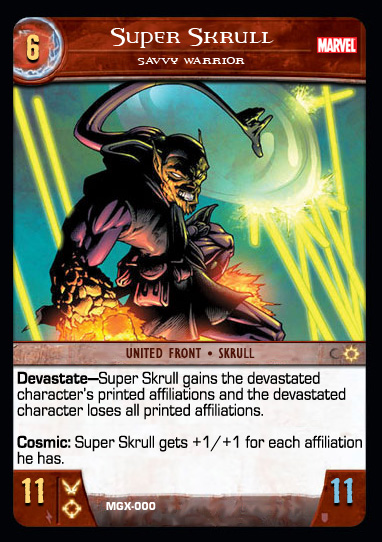 6
Super Skrull
MARVEL
Savvy Warrior
UNITED FRONT • SKRULL
C
Devastate—Super Skrull gains the devastated
character's printed affiliations and the devastated
character loses all printed affiliations.
Cosmic: Super Skrull gets +1/+1 for each affiliation
he has.
11
MGX-000
11